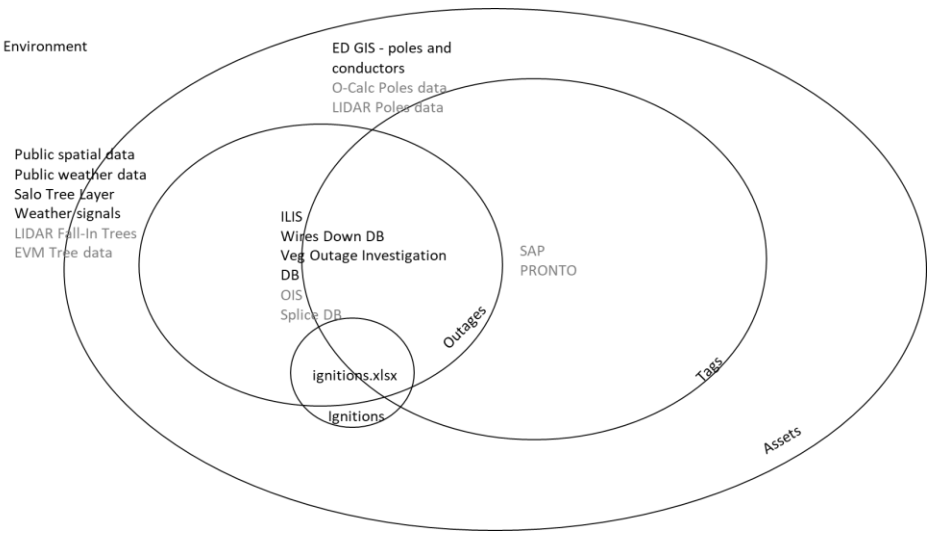 Environment
ED GIS - poles and
conductors
O-Calc Poles data
LIDAR Poles data
Public spatial data
Public weather data
Salo Tree Layer
Weather signals
LIDAR Fall-In Trees
EVM Tree data
ILIS
Wires Down DB
Veg Outage Investigation
DB
OIS
Splice DB
SAP
PRONTO
Outages
ignitions.xlsx
Ignitions
Tags
Assets